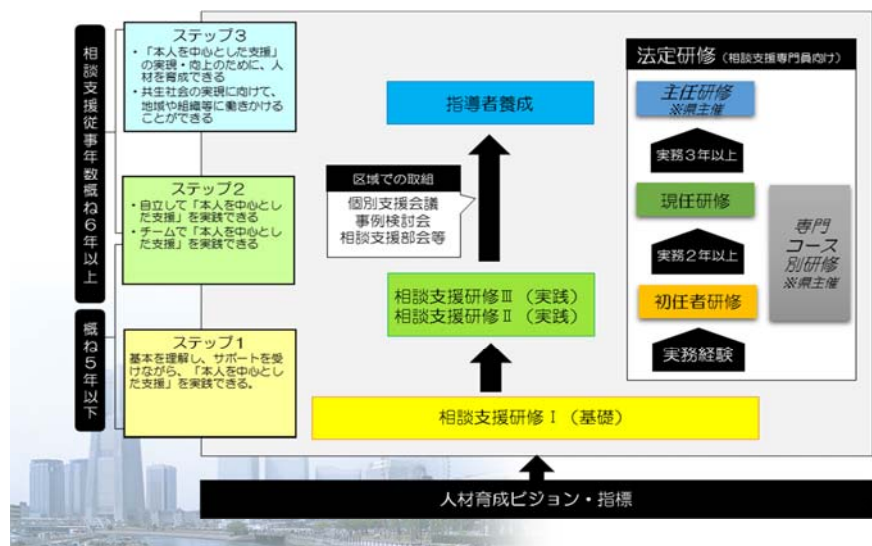 相談支援従事年数概ね6年以上
概ね5年以下
ステップ3
・「本人を中心とした支援」
の実現・向上のために、人
材を育成できる
・共生社会の実現に向けて、
地域や組織等に働きかける
ことができる
ステップ2
・自立して「本人を中心とし
た支援」を実践できる
・チームで「本人を中心とし
た支援」を実践できる
ステップ1
基本を理解し、サポートを受
けながら、「本人を中心とし
た支援」を実践できる。
指導者養成
区域での取組
個別支援会議
事例検討会
相談支援部会等
相談支援研修Ⅲ（実践）
相談支援研修Ⅱ（実践）
相談支援研修Ⅰ（基礎）
法定研修（相談支援専門員向け）
主任研修
※県主催
実務3年以上
現任研修
実務2年以上
初任者研修
実務経験
専門
コース
別研修
※県主催
人材育成ビジョン・指標